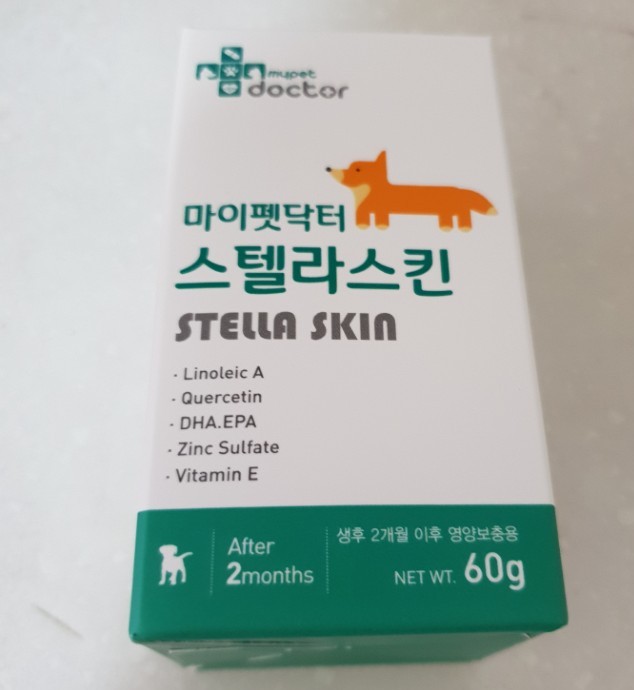 mypet
doctor
마이펫닥터
스텔라스킨
STELLA SKIN
· Linoleic A
· Quercetin
· DHA.EPA
· Zinc Sulfate
· Vitamin E
After
2months
생후 2개월 이후 영양보충용
NET WT. 60g